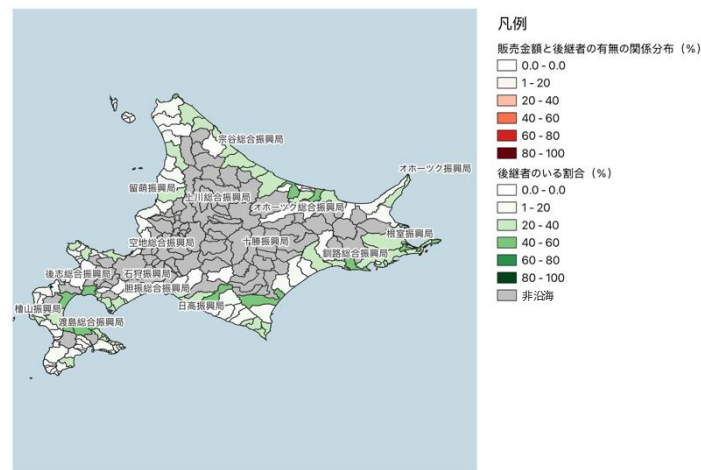 凡例
販売金額と後継者の有無の関係分布（%）
0.0 - 0.0
1 - 20
20 - 40
40 - 60
60 - 80
80 - 100
後継者のいる割合（%）
0.0 - 0.0
1 - 20
20 - 40
40 - 60
60 - 80
80 - 100
非沿海
宗谷総合振興局
オホーツク振興局
留萌振興局
上川総合振興局
オホーツク総合振興局
根室振興局
空地総合振興局
十勝振興局
釧路総合振興局
後志総合振興局
石狩振興局
胆振総合振興局
日高振興局
檜山振興局
渡島総合振興局